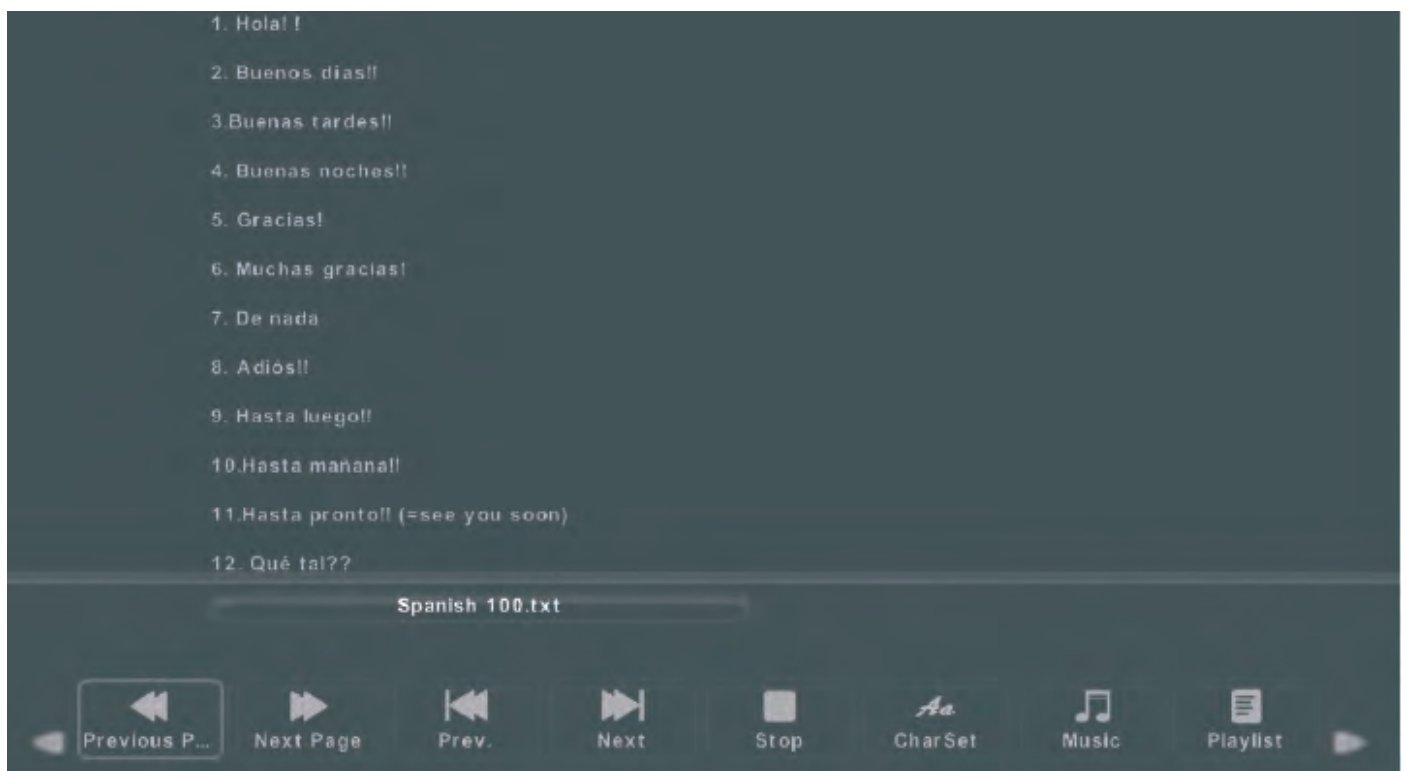 1. Hola! !
2. Buenos dias!!
3.Buenas tardes!!
4. Buenas noches!!
5. Gracias!
6. Muchas gracias!
7. De nada
8. Adiós!!
9. Hasta luego!!
10.Hasta mañana!!
11.Hasta pronto!! (=see you soon)
12. Qué tal??
Spanish 100.txt
Previous P... Next Page Prev. Next Stop CharSet Music Playlist